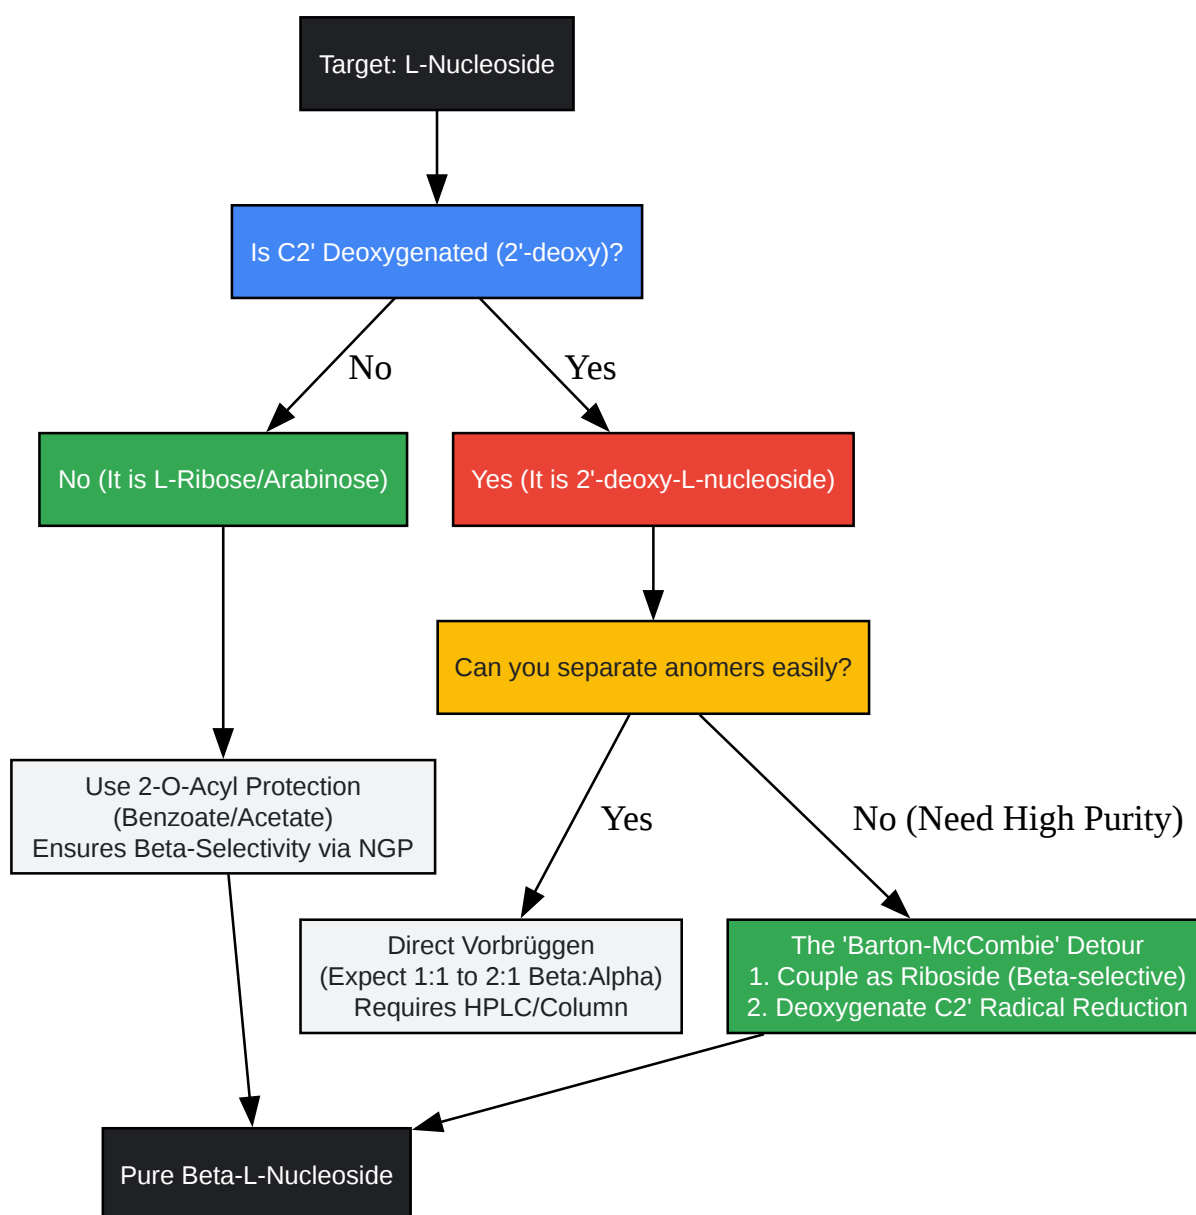 Target: L-Nucleoside
Is C2' Deoxygenated (2'-deoxy)?
No
Yes
No (It is L-Ribose/Arabinose)
Yes (It is 2'-deoxy-L-nucleoside)
Can you separate anomers easily?
Use 2-O-Acyl Protection
(Benzoate/Acetate)
Ensures Beta-Selectivity via NGP
Yes
No (Need High Purity)
Direct Vorbrüggen
(Expect 1:1 to 2:1 Beta:Alpha)
Requires HPLC/Column
The 'Barton-McCombie' Detour
1. Couple as Riboside (Beta-selective)
2. Deoxygenate C2' Radical Reduction
Pure Beta-L-Nucleoside